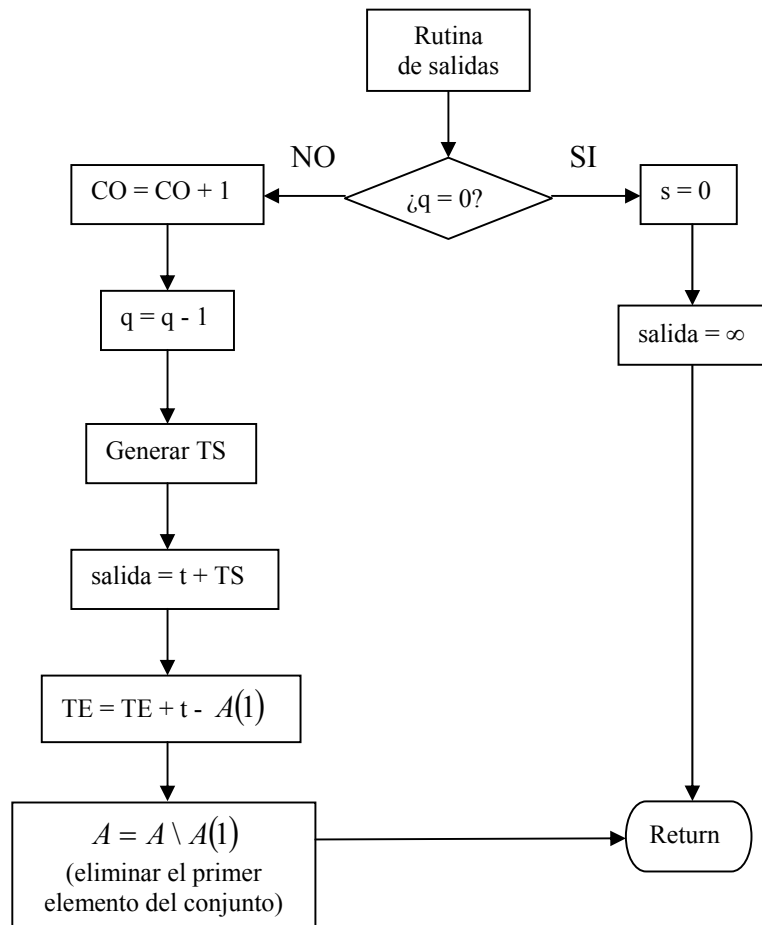 Rutina
de salidas
NO
SI
CO = CO + 1
¿q = 0?
s = 0
q = q - 1
salida = ∞
Generar TS
salida = t + TS
TE = TE + t - A(1)
A = A \ A(1)
(eliminar el primer
elemento del conjunto)
Return